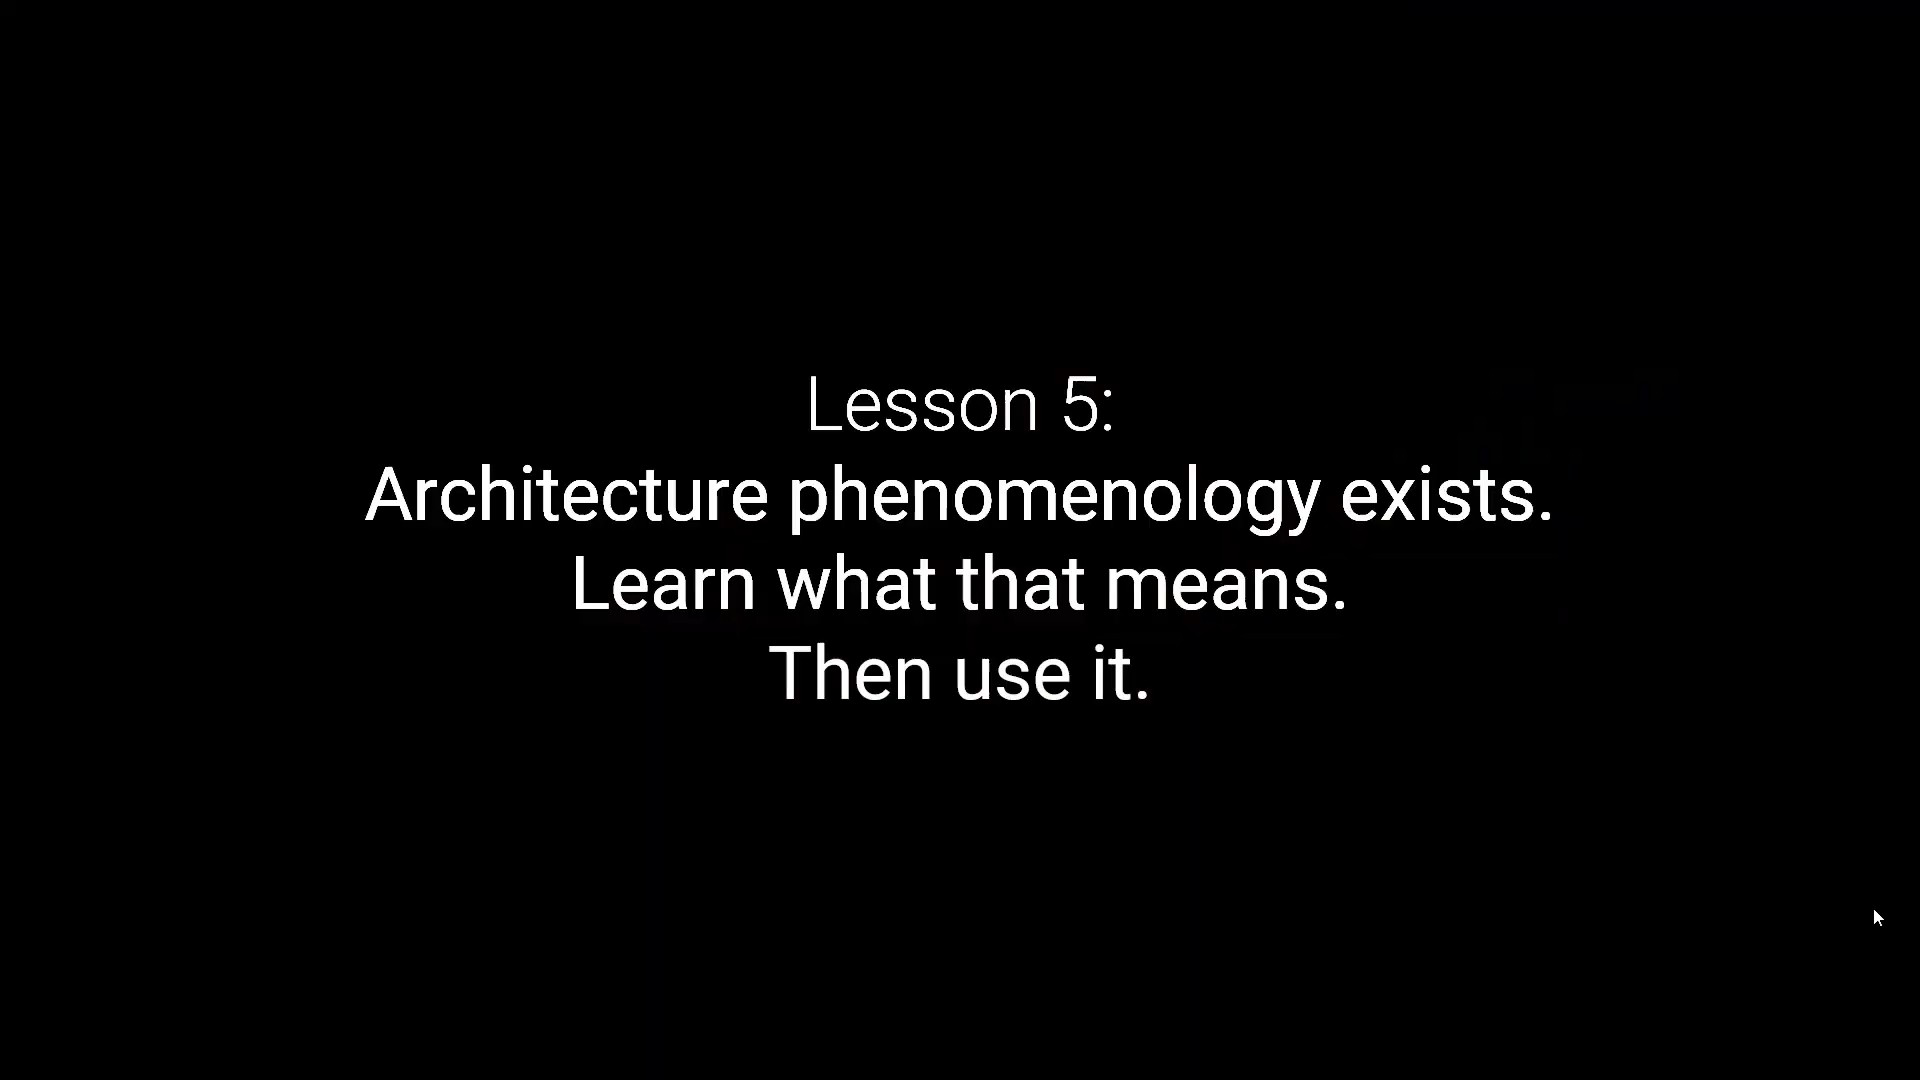 Lesson 5:
Architecture phenomenology exists.
Learn what that means.
Then use it.